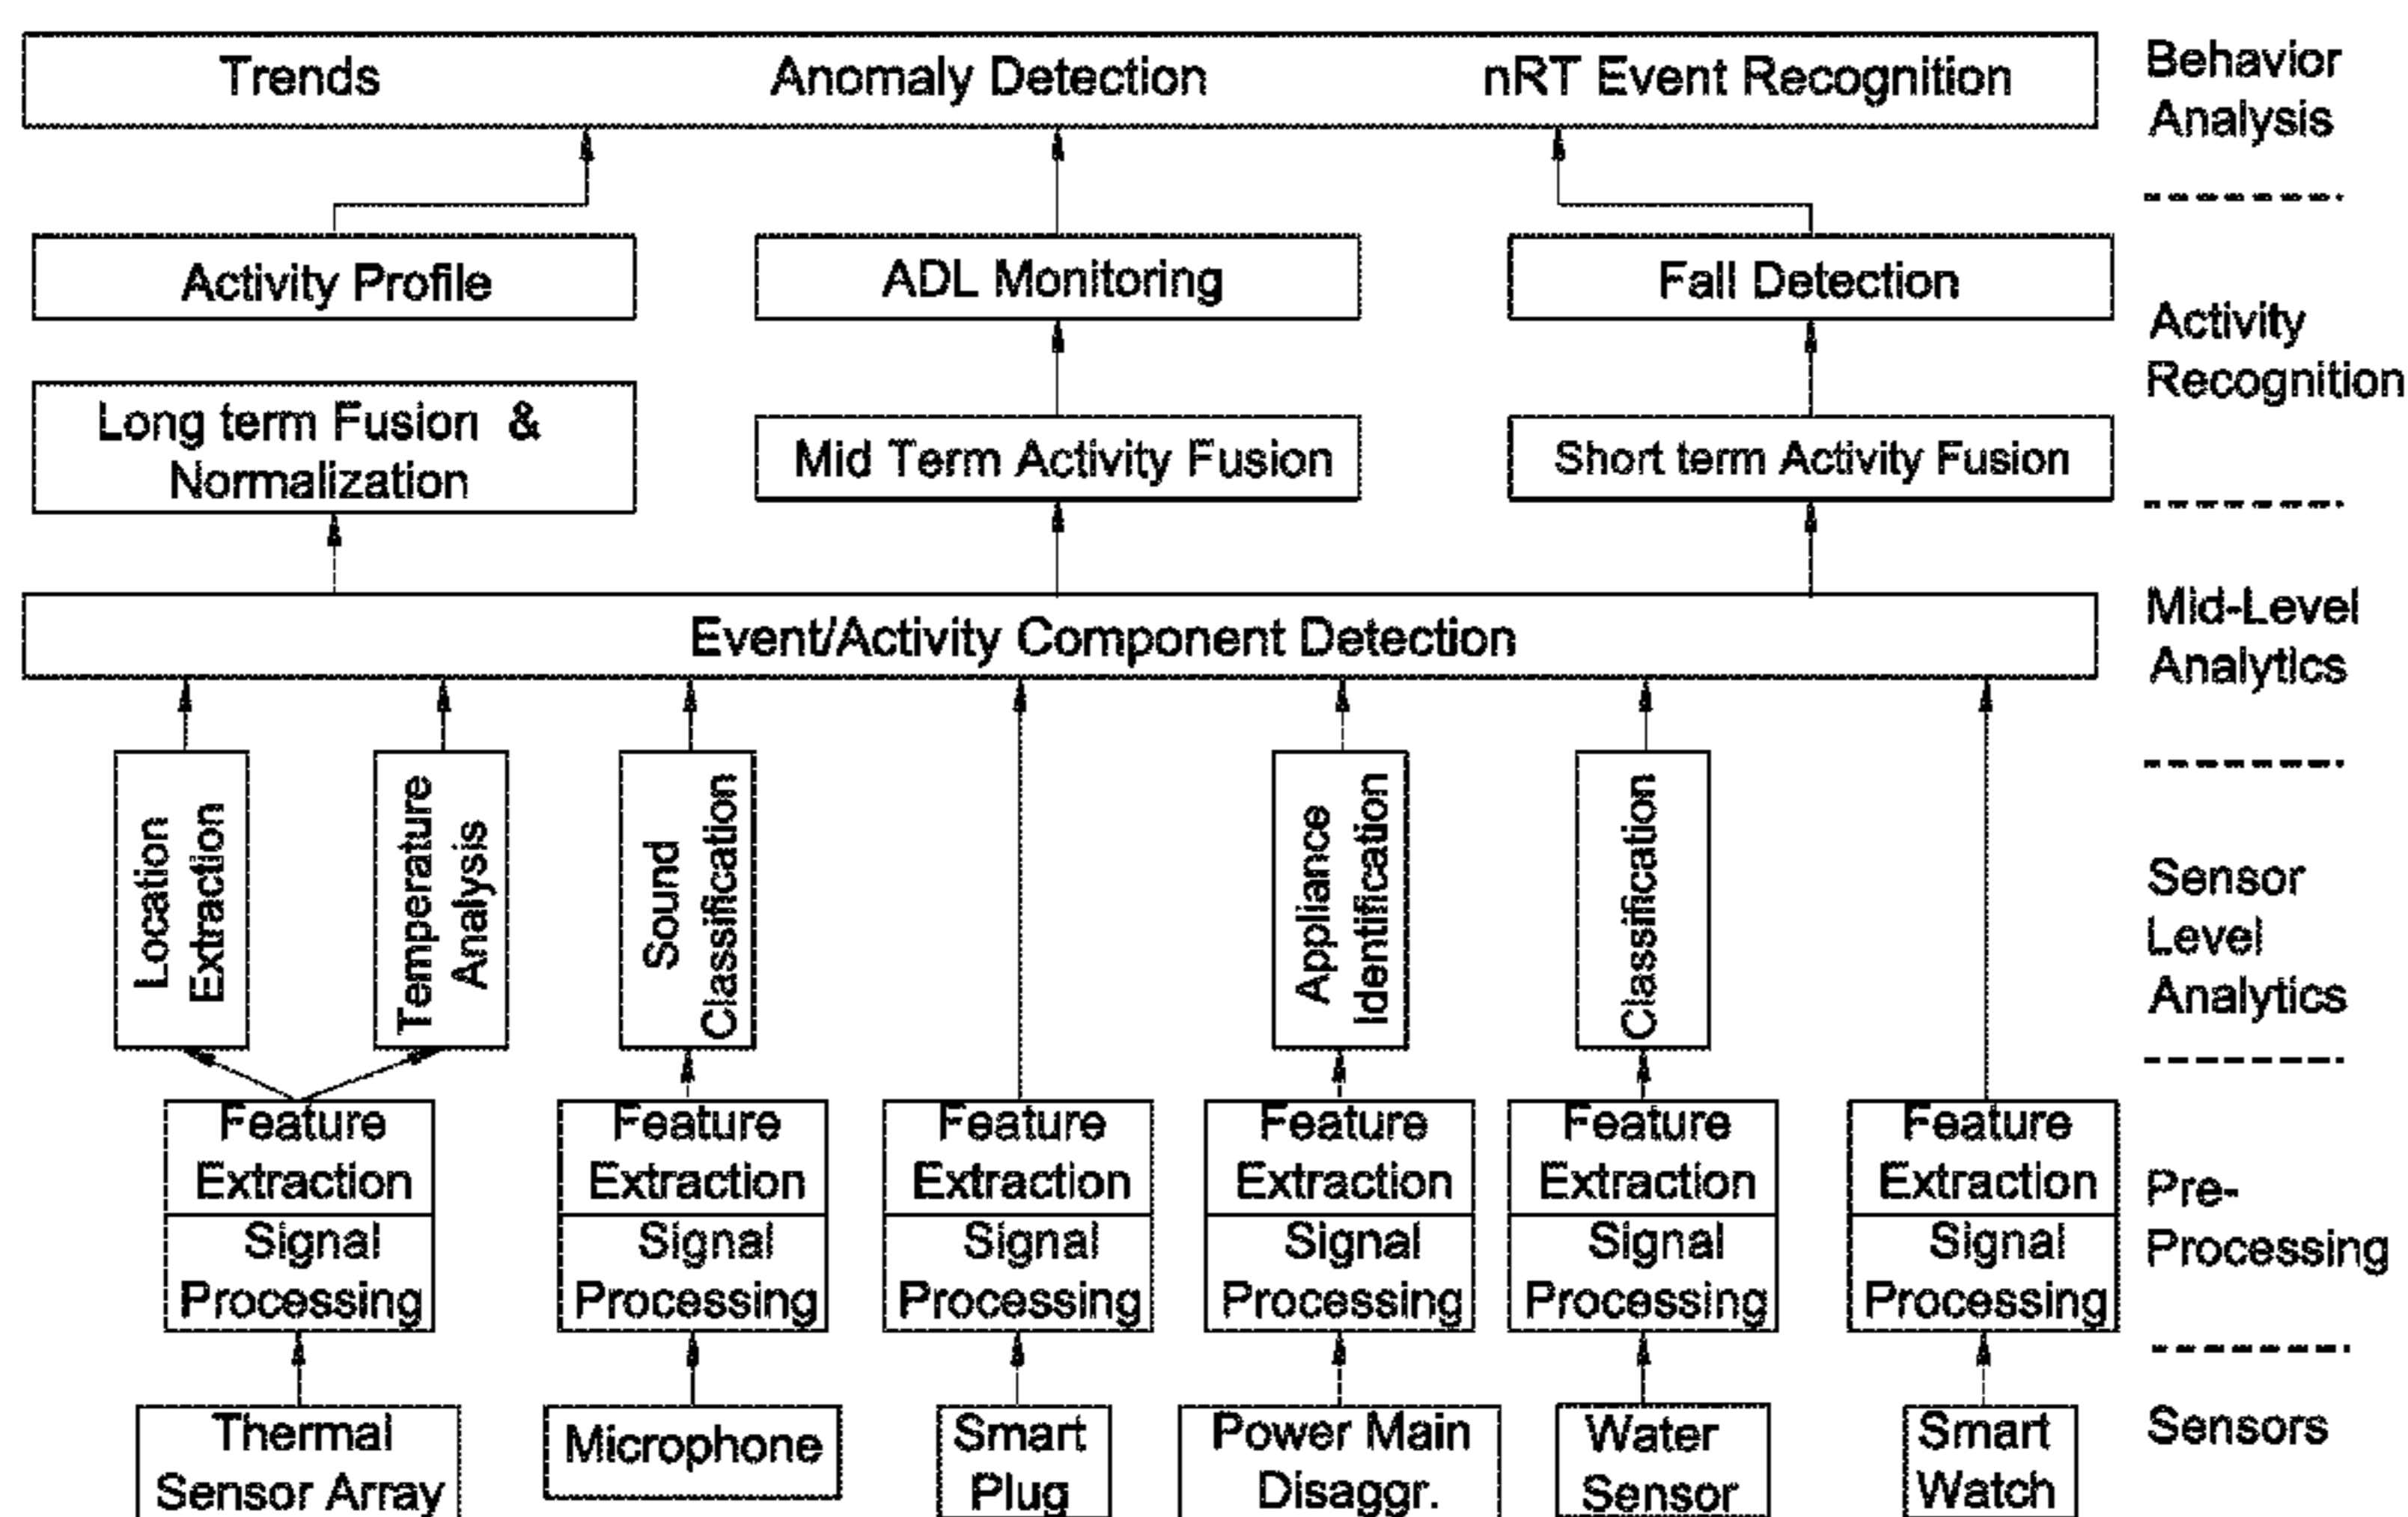 Trends
Anomaly Detection
nRT Event Recognition
Behavior
Analysis
Activity Profile
ADL Monitoring
Fall Detection
Activity
Recognition
Long term Fusion &
Normalization
Mid Term Activity Fusion
Short term Activity Fusion
Event/Activity Component Detection
Mid-Level
Analytics
Location
Extraction
Temperature
Analysis
Sound
Classification
Appliance
Identification
Classification
Sensor
Level
Analytics
Feature
Extraction
Signal
Processing
Feature
Extraction
Signal
Processing
Feature
Extraction
Signal
Processing
Feature
Extraction
Signal
Processing
Feature
Extraction
Signal
Processing
Feature
Extraction
Signal
Processing
Pre-
Processing
Thermal
Sensor Array
Microphone
Smart
Plug
Power Main
Disaggr.
Water
Sensor
Smart
Watch
Sensors